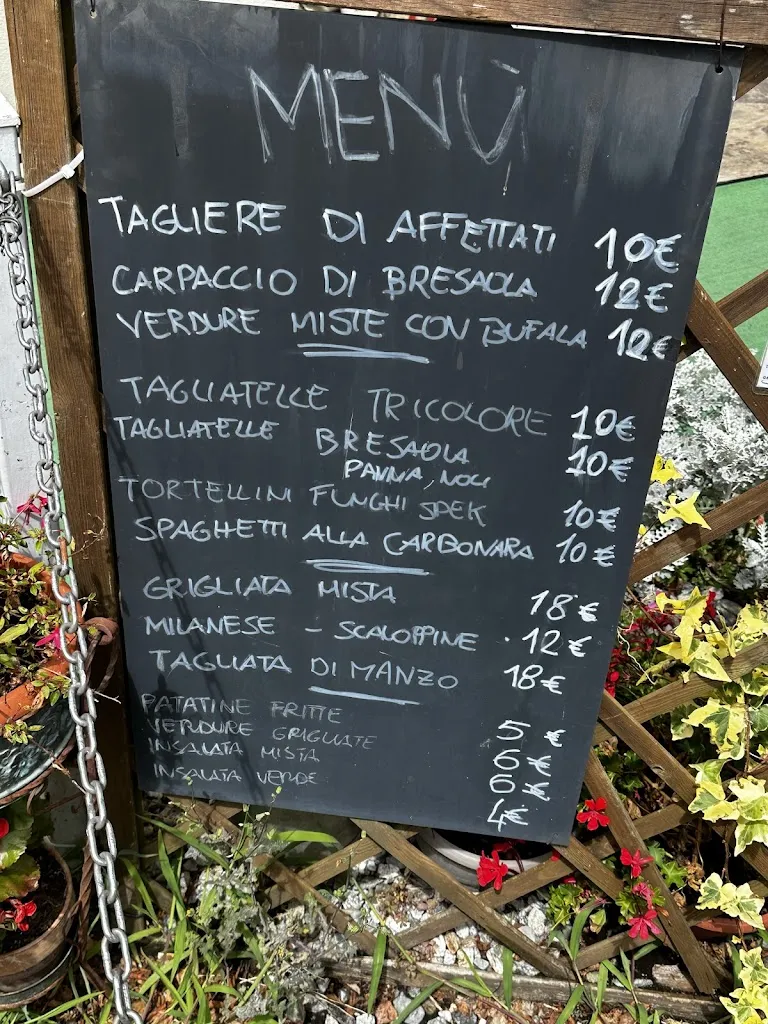 MENÙ
TAGLIERE DI AFFETTATI 10€
CARPACCIO DI BRESAOLA 12€
VERDURE MISTE CON BUFALA 12€
TAGLIATELLE TRICOLORE 10€
TAGLIATELLE BRESAOLA 10€
PANNA, NOCI
TORTELLINI FUNGHI SPEK 10€
SPAGHETTI ALLA CARBONARA 10€
GRIGLIATA MISTA 18€
MILANESE - SCALOPPINE 12€
TAGLIATA DI MANZO 18€
PATATINE FRITTE 5€
VERDURE GRIGLIATE 6€
INSALATA MISTA 6€
INSALATA VERDE 4€